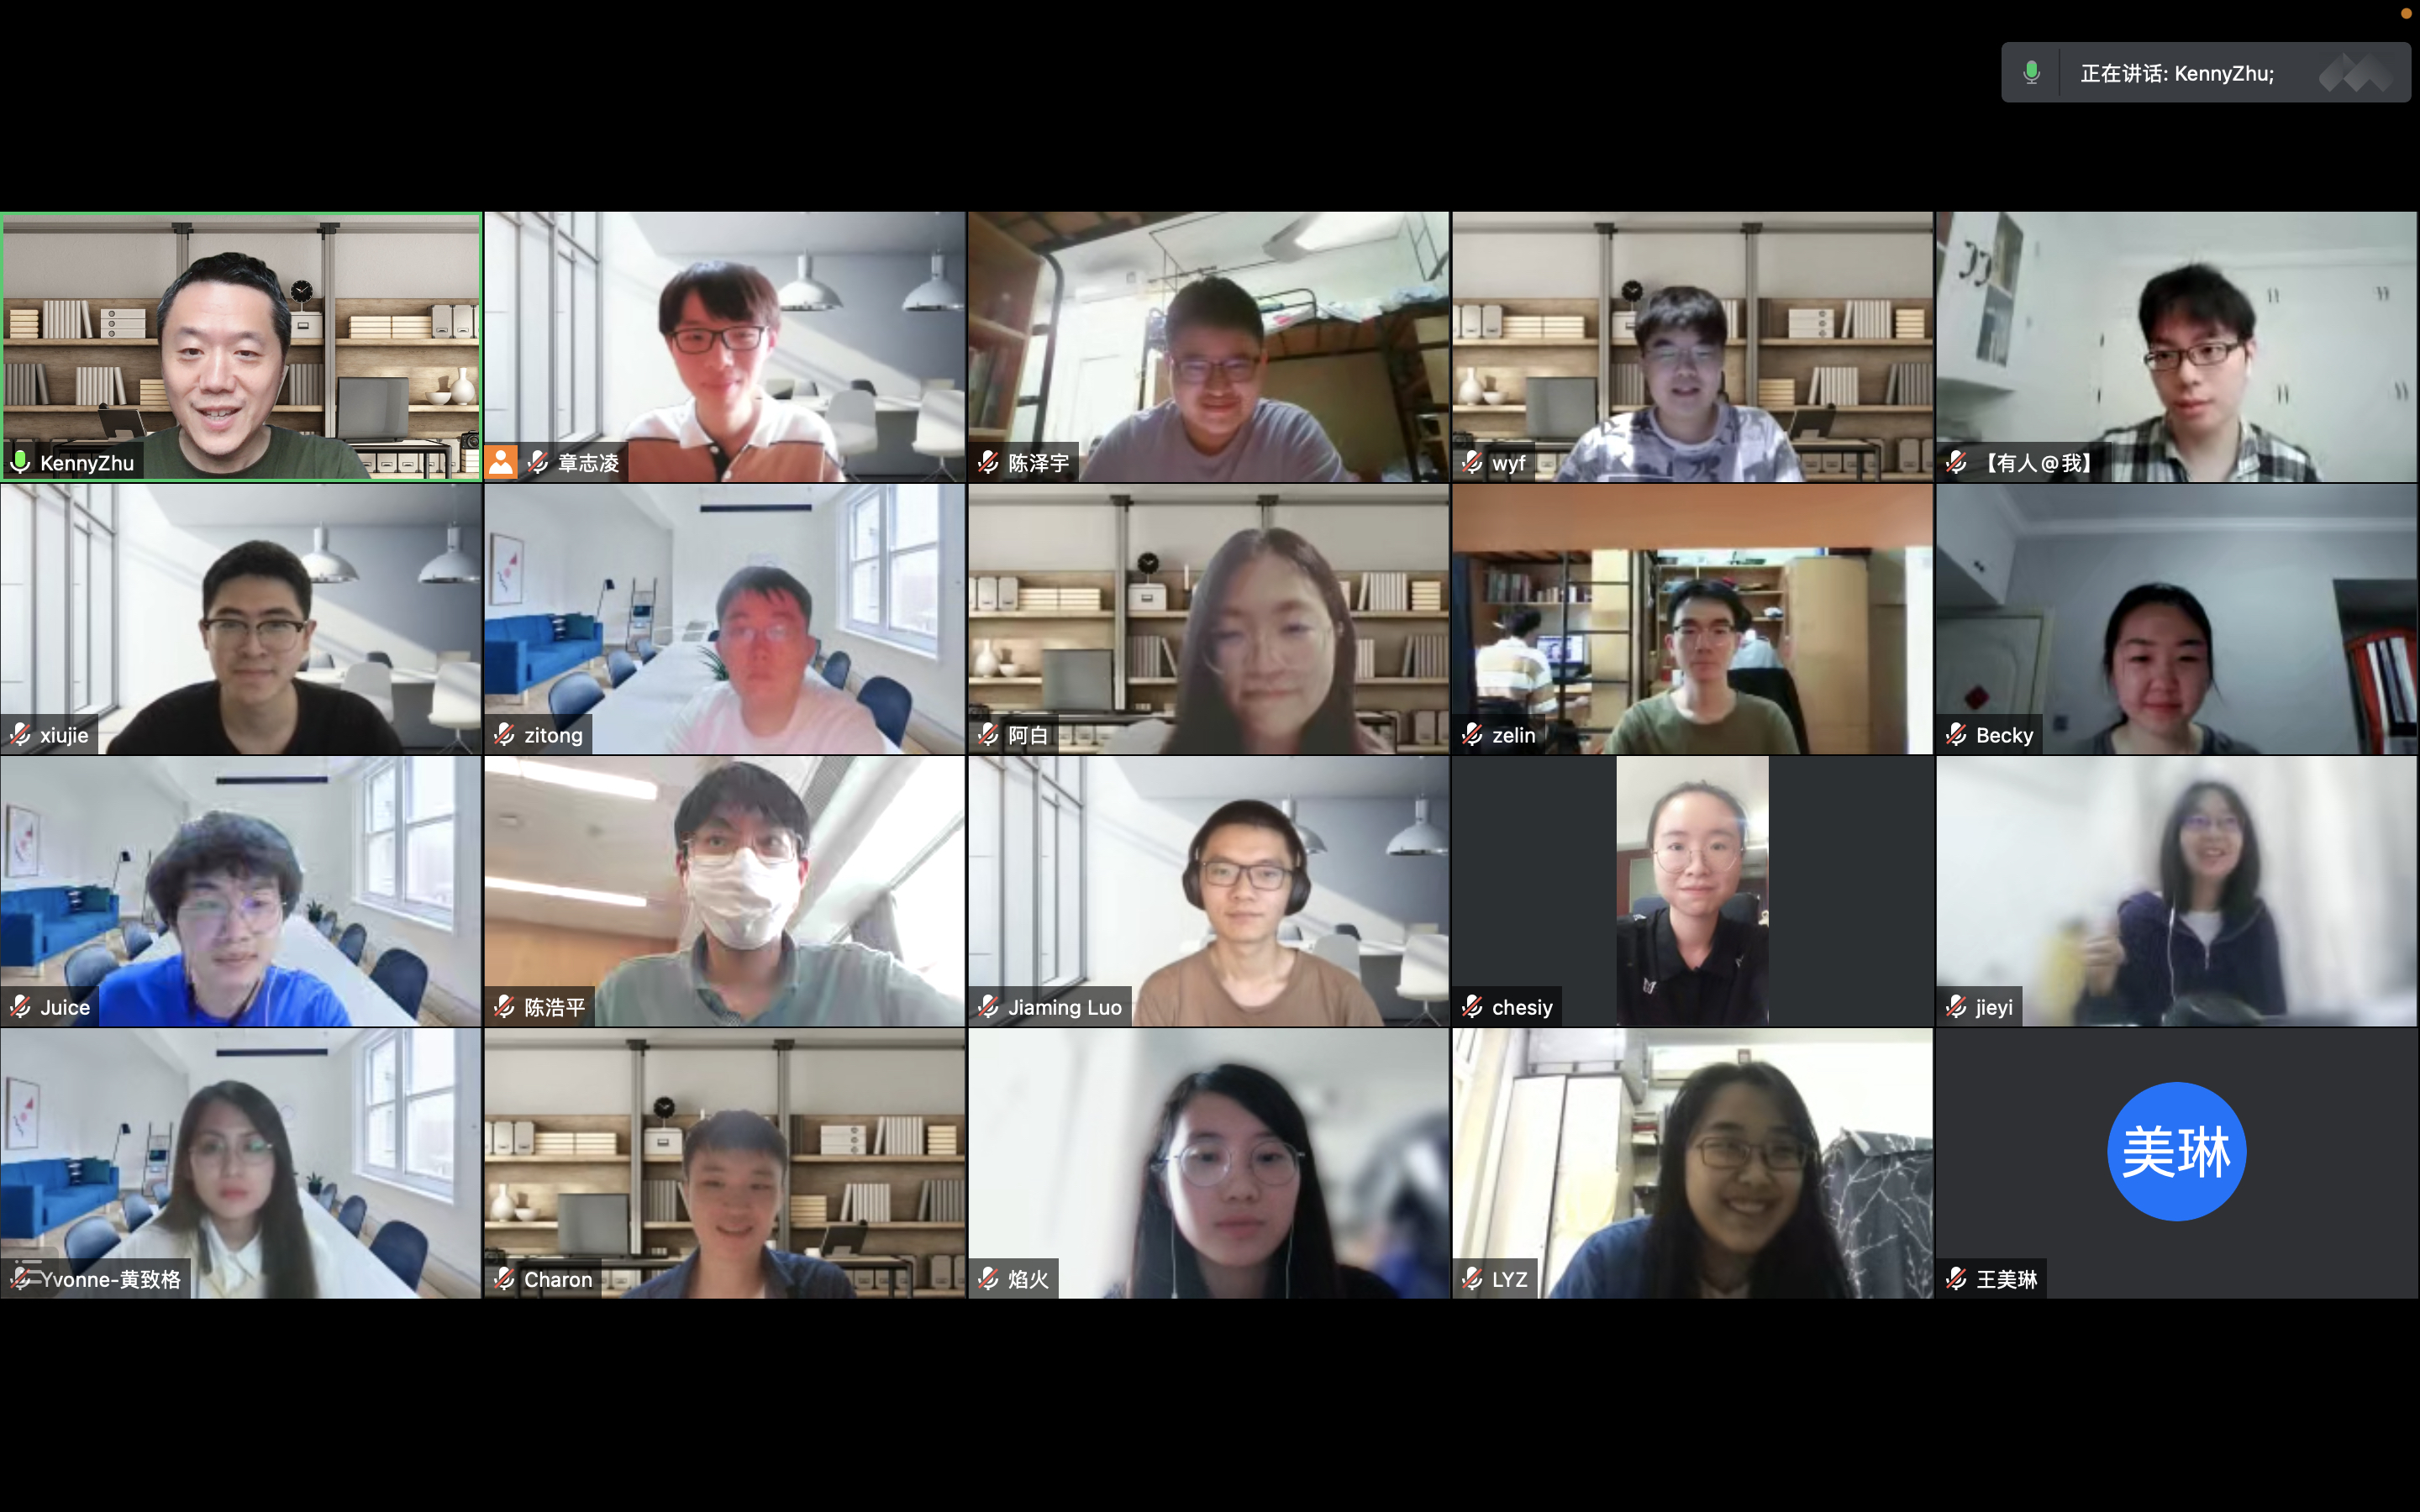 正在讲话: KennyZhu;
KennyZhu
章志凌
陈泽宇
wyf
【有人@我】
xiujie
zitong
阿白
zelin
Becky
Juice
陈浩平
Jiaming Luo
chesiy
jieyi
Yvonne-黄致格
Charon
焰火
LYZ
美琳
王美琳